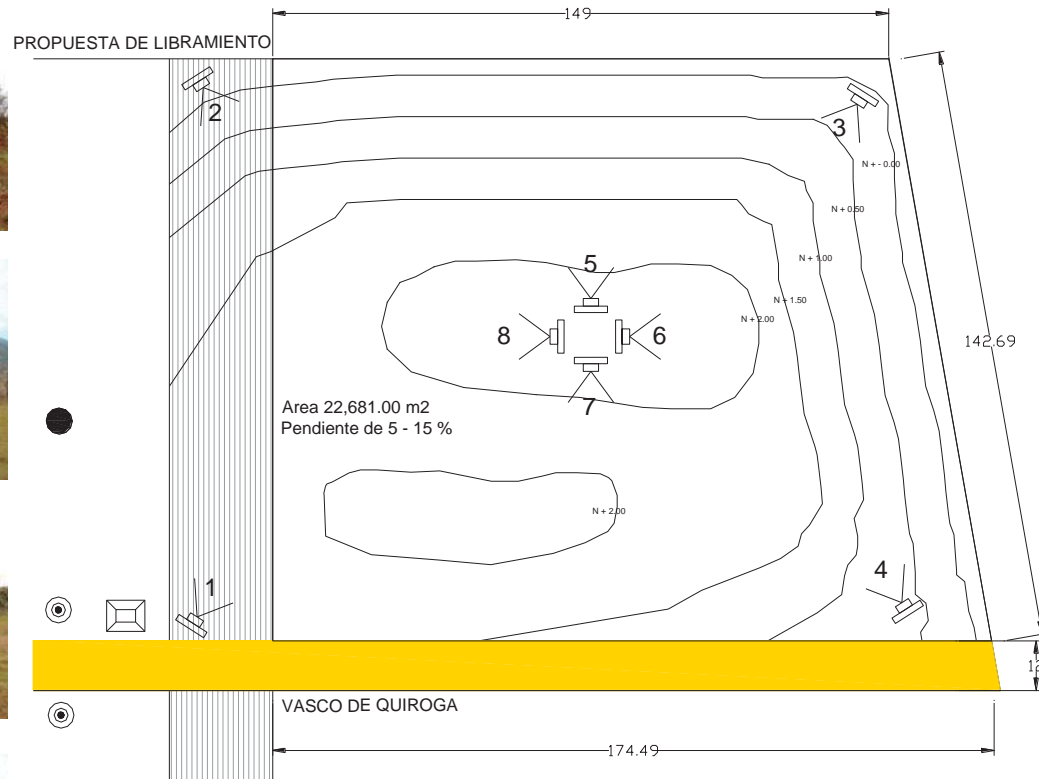 149
PROPUESTA DE LIBRAMIENTO
2
3
N + - 0.00
N + 0.50
N + 1.00
N + 1.50
N + 2.00
5
8
6
7
142.69
Area 22,681.00 m2
Pendiente de 5 - 15 %
N + 2.00
1
4
VASCO DE QUIROGA
174.49